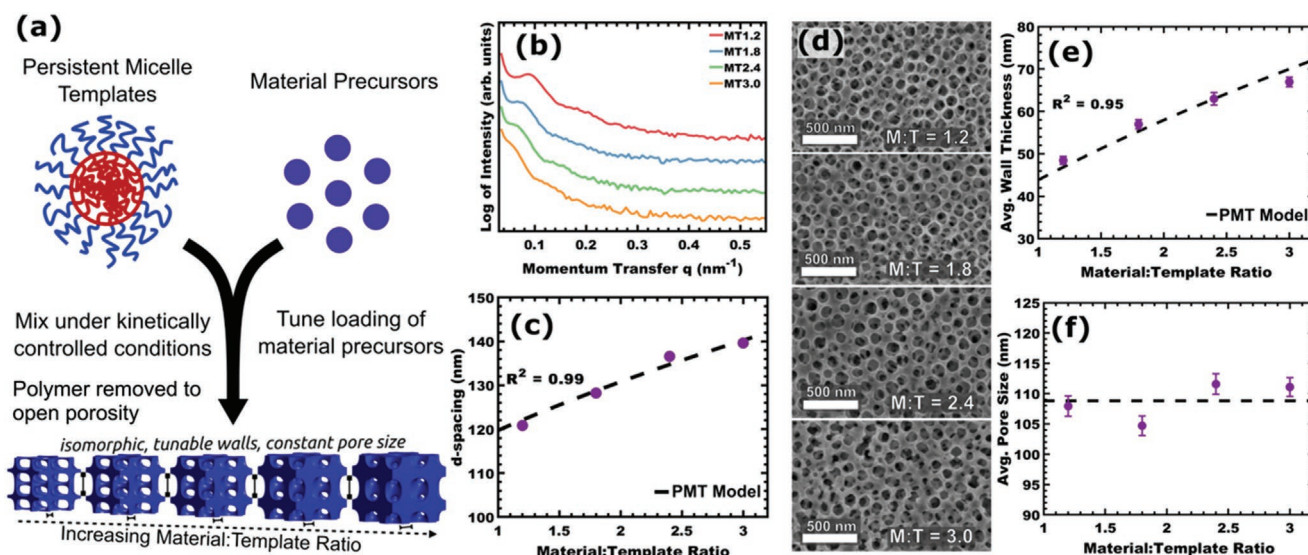 (a)
Persistent Micelle
Templates
Material Precursors
Mix under kinetically
controlled conditions
Tune loading of
material precursors
Polymer removed to
open porosity
isomorphic, tunable walls, constant pore size
Increasing Material:Template Ratio
(b)
MT1.2
MT1.8
MT2.4
MT3.0
Log of Intensity (arb. units)
0.1 0.2 0.3 0.4 0.5
Momentum Transfer q (nm⁻¹)
(c)
150
140
130
120
110
100
d-spacing (nm)
R² = 0.99
PMT Model
1 1.5 2 2.5 3
Material:Template Ratio
(d)
500 nm
M:T = 1.2
500 nm
M:T = 1.8
500 nm
M:T = 2.4
500 nm
M:T = 3.0
(e)
80
70
60
50
40
30
Avg. Wall Thickness (nm)
R² = 0.95
PMT Model
1 1.5 2 2.5 3
Material:Template Ratio
(f)
125
120
115
110
105
100
95
90
Avg. Pore Size (nm)
1 1.5 2 2.5 3
Material:Template Ratio